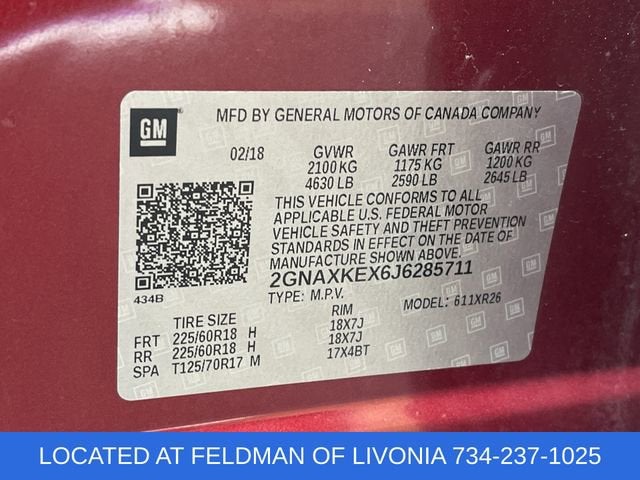 GM
MFD BY GENERAL MOTORS OF CANADA COMPANY
02/18 GVWR GAWR FRT GAWR RR
2100 KG 1175 KG 1200 KG
4630 LB 2590 LB 2645 LB
THIS VEHICLE CONFORMS TO ALL
APPLICABLE U.S. FEDERAL MOTOR
VEHICLE SAFETY AND THEFT PREVENTION
STANDARDS IN EFFECT ON THE DATE OF
MANUFACTURE SHOWN ABOVE.
2GNAXKEX6J6285711
434B
TYPE: M.P.V. MODEL: 611XR26
TIRE SIZE RIM
FRT 225/60R18 H 18X7J
RR 225/60R18 H 18X7J
SPA T125/70R17 M 17X4BT
LOCATED AT FELDMAN OF LIVONIA 734-237-1025